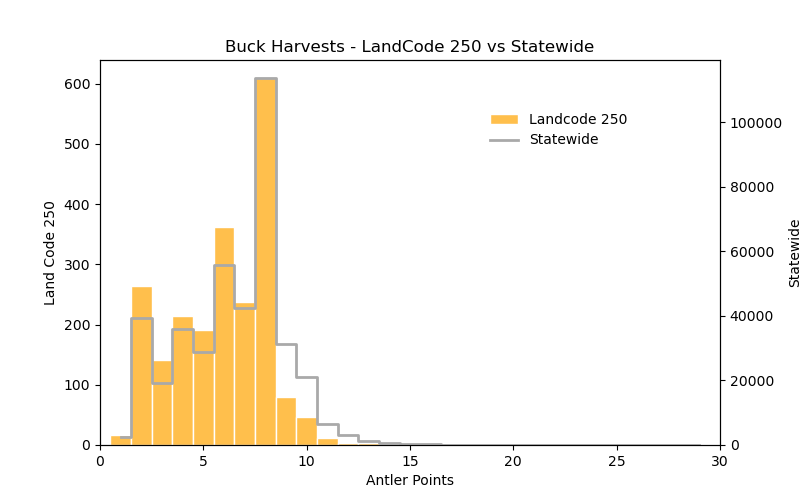 Buck Harvests - LandCode 250 vs Statewide
Landcode 250
Statewide
600
500
400
300
200
100
0
Land Code 250
100000
80000
60000
40000
20000
0
Statewide
0 5 10 15 20 25 30
Antler Points